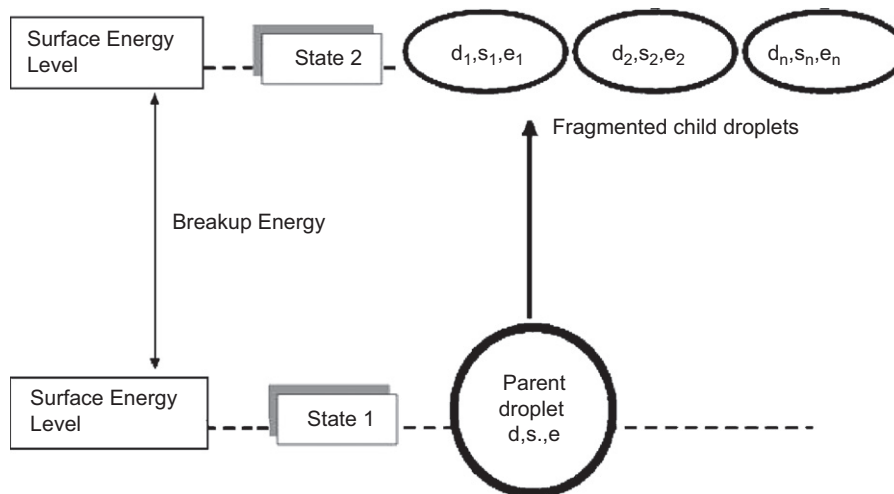 Surface Energy
Level
State 2
d₁,s₁,e₁
d₂,s₂,e₂
dₙ,sₙ,eₙ
Fragmented child droplets
Breakup Energy
Surface Energy
Level
State 1
Parent
droplet
d,s.,e